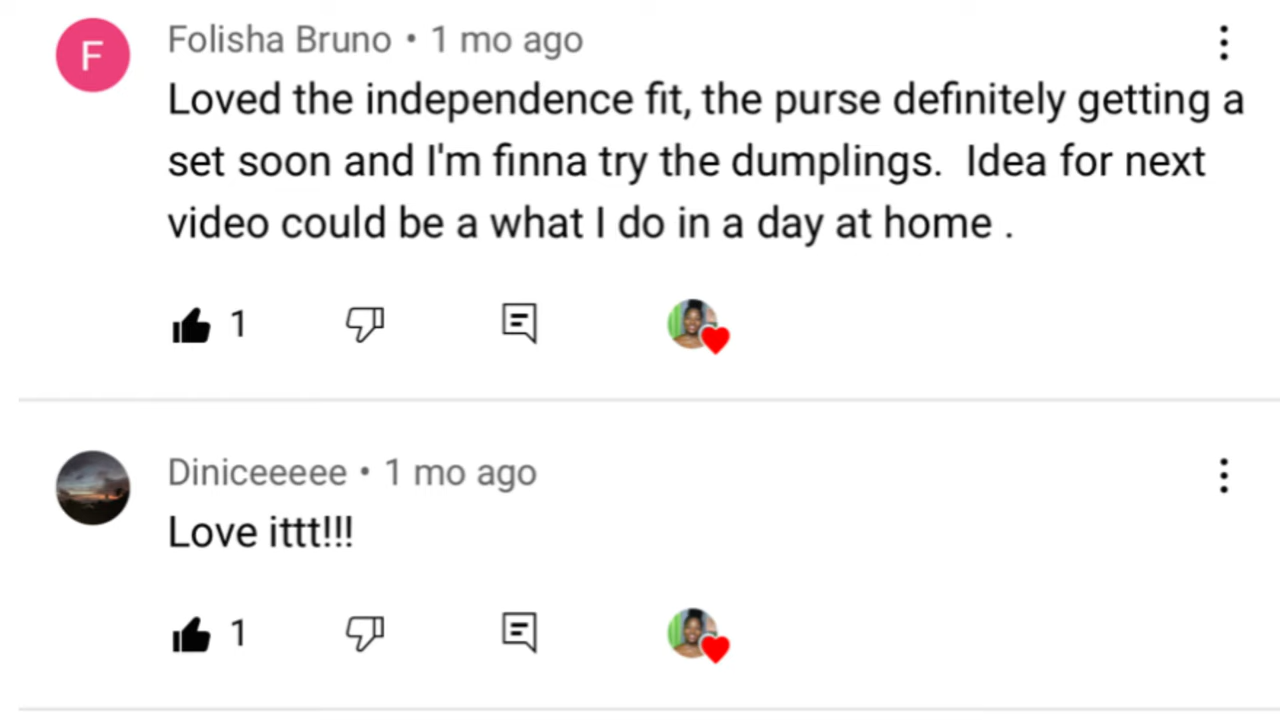 F
Folisha Bruno • 1 mo ago
Loved the independence fit, the purse definitely getting a
set soon and I'm finna try the dumplings.  Idea for next
video could be a what I do in a day at home .
1
Diniceeeee • 1 mo ago
Love ittt!!!
1